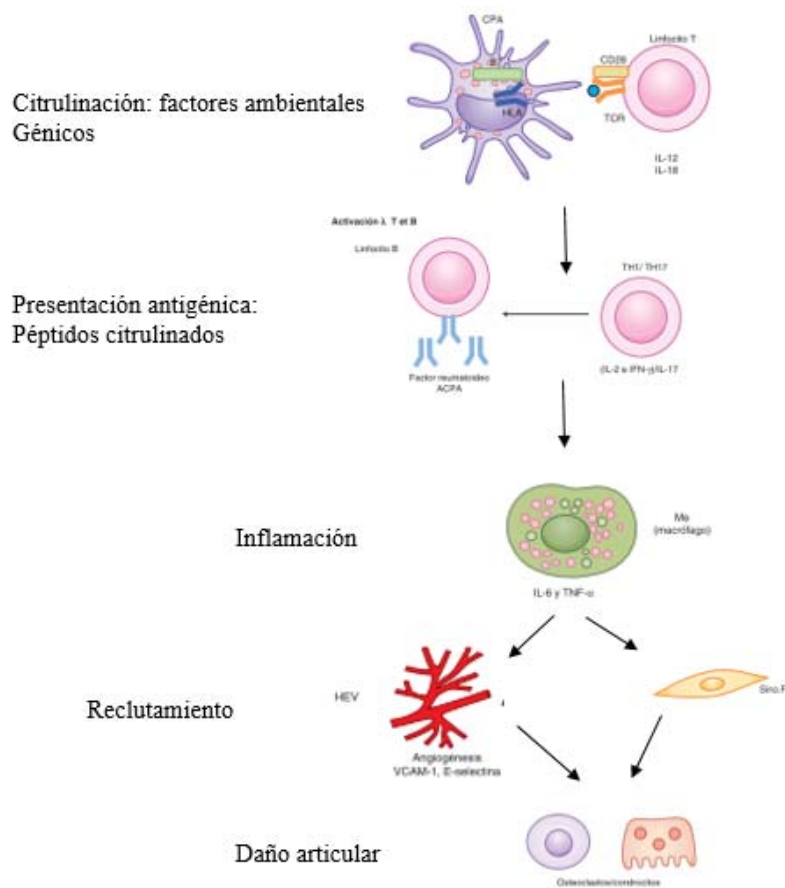 CPA
Linfocito T
CD28
Citrulinación: factores ambientales
Génicos
HLA
TCR
IL-12
IL-18
Activación λ T et B
Linfocito B
TH1/ TH17
Presentación antigénica:
Péptidos citrulinados
(IL-2 e IFN-γ)/IL-17
Factor reumatoideo
ACPA
Inflamación
(macrófago)
IL-6 y TNF-α
HEV
Reclutamiento
Sino.F
Angiogénesis
VCAM-1, E-selectina
Daño articular
Osteoclastos/condrocitos